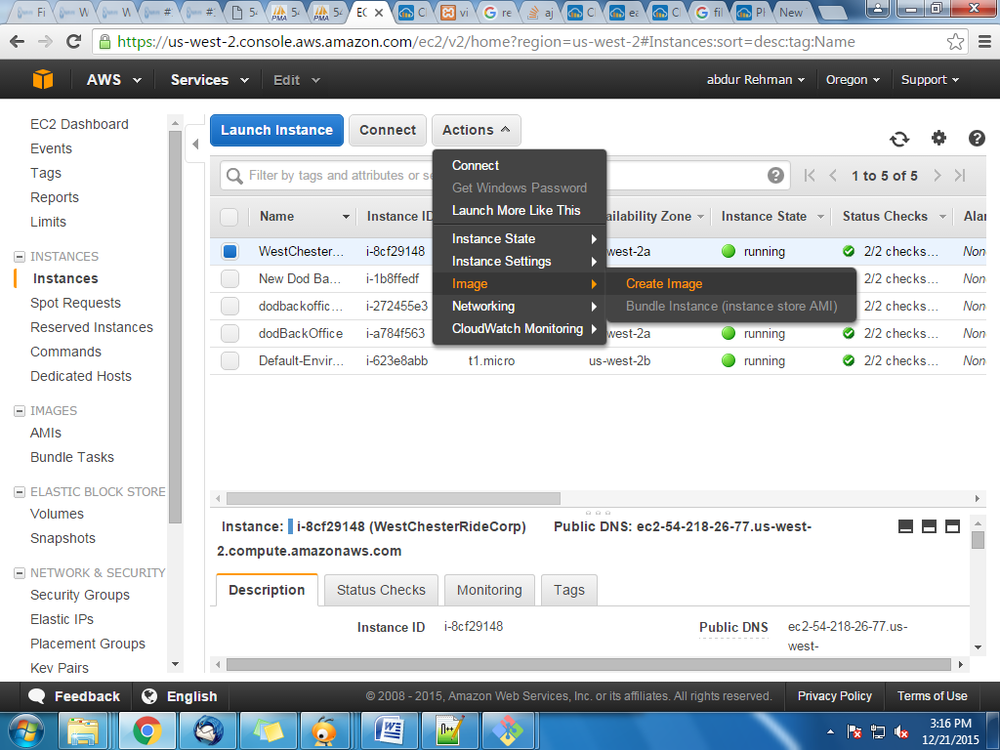 Fi
W
W
#
#
54
54
54
EC
C
vi
re
aj
C
ea
C
fil
Pl
New
https://us-west-2.console.aws.amazon.com/ec2/v2/home?region=us-west-2#Instances:sort=desc:tag:Name
AWS Services Edit abdur Rehman Oregon Support
EC2 Dashboard
Events
Tags
Reports
Limits
INSTANCES
Instances
Spot Requests
Reserved Instances
Commands
Dedicated Hosts
IMAGES
AMIs
Bundle Tasks
ELASTIC BLOCK STORE
Volumes
Snapshots
NETWORK & SECURITY
Security Groups
Elastic IPs
Placement Groups
Key Pairs
Launch Instance Connect Actions
Connect
Get Windows Password
Launch More Like This
Instance State
Instance Settings
Image
Networking
CloudWatch Monitoring
Create Image
Bundle Instance (instance store AMI)
Filter by tags and attributes or se
1 to 5 of 5
Name Instance ID ailability Zone Instance State Status Checks Alar
WestChester... i-8cf29148 -west-2a running 2/2 checks... Non
New Dod Ba... i-1b8ffedf 2/2 checks... Non
dodbackoffic... i-272455e3 2/2 checks... Non
dodBackOffice i-a784f563 -west-2a running 2/2 checks... Non
Default-Envir... i-623e8abb t1.micro us-west-2b running 2/2 checks... Non
Instance: i-8cf29148 (WestChesterRideCorp) Public DNS: ec2-54-218-26-77.us-west-
2.compute.amazonaws.com
Description Status Checks Monitoring Tags
Instance ID i-8cf29148 Public DNS ec2-54-218-26-77.us-
west-
Feedback English © 2008 - 2015, Amazon Web Services, Inc. or its affiliates. All rights reserved. Privacy Policy Terms of Use
3:16 PM
12/21/2015